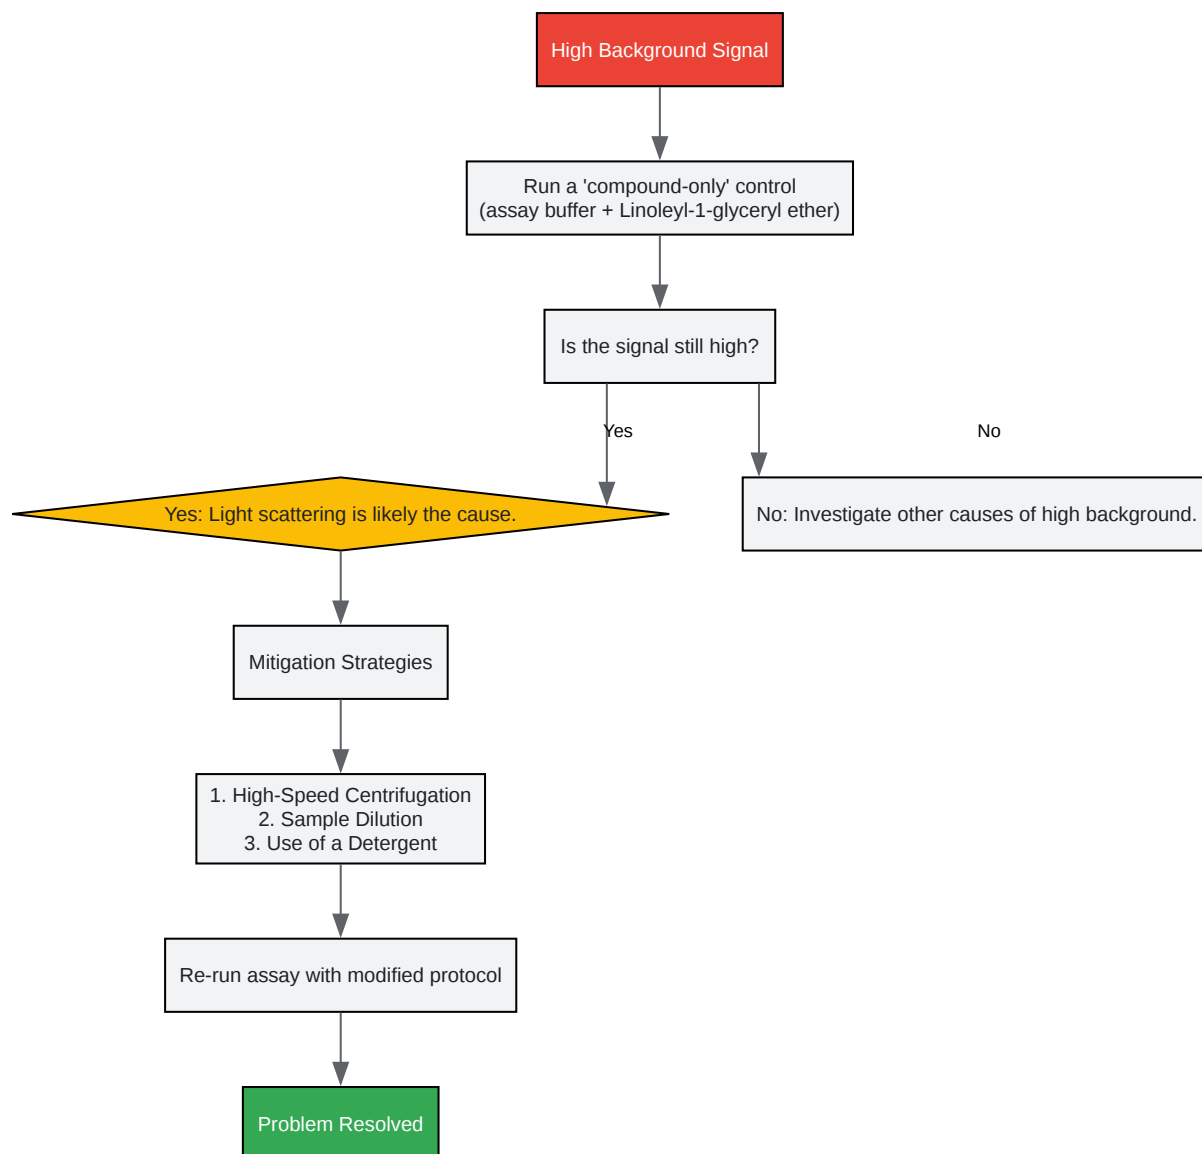 High Background Signal
Run a 'compound-only' control
(assay buffer + Linoleyl-1-glyceryl ether)
Is the signal still high?
Yes
No
Yes: Light scattering is likely the cause.
No: Investigate other causes of high background.
Mitigation Strategies
1. High-Speed Centrifugation
2. Sample Dilution
3. Use of a Detergent
Re-run assay with modified protocol
Problem Resolved